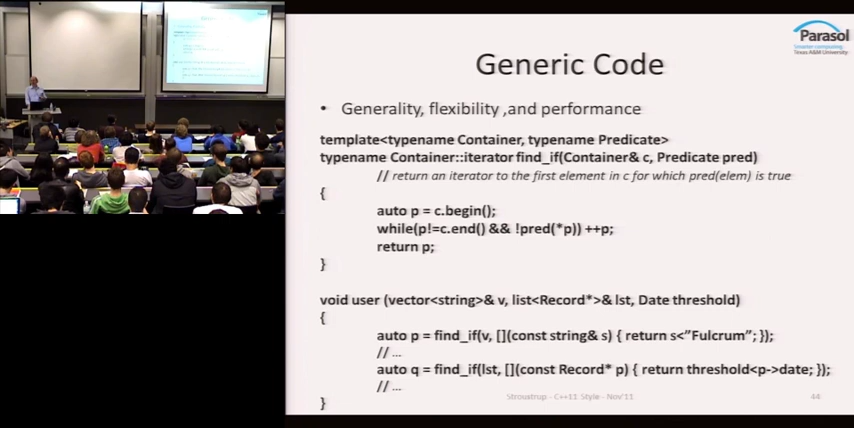 Parasol
Smarter computing.
Texas A&M University
Generic Code
• Generality, flexibility ,and performance
template<typename Container, typename Predicate>
typename Container::iterator find_if(Container& c, Predicate pred)
// return an iterator to the first element in c for which pred(elem) is true
{
auto p = c.begin();
while(p!=c.end() && !pred(*p)) ++p;
return p;
}
void user (vector<string>& v, list<Record*>& lst, Date threshold)
{
auto p = find_if(v, [](const string& s) { return s<"Fulcrum"; });
// ...
auto q = find_if(lst, [](const Record* p) { return threshold<p->date; });
// ...
}
Stroustrup - C++11 Style - Nov'11
44